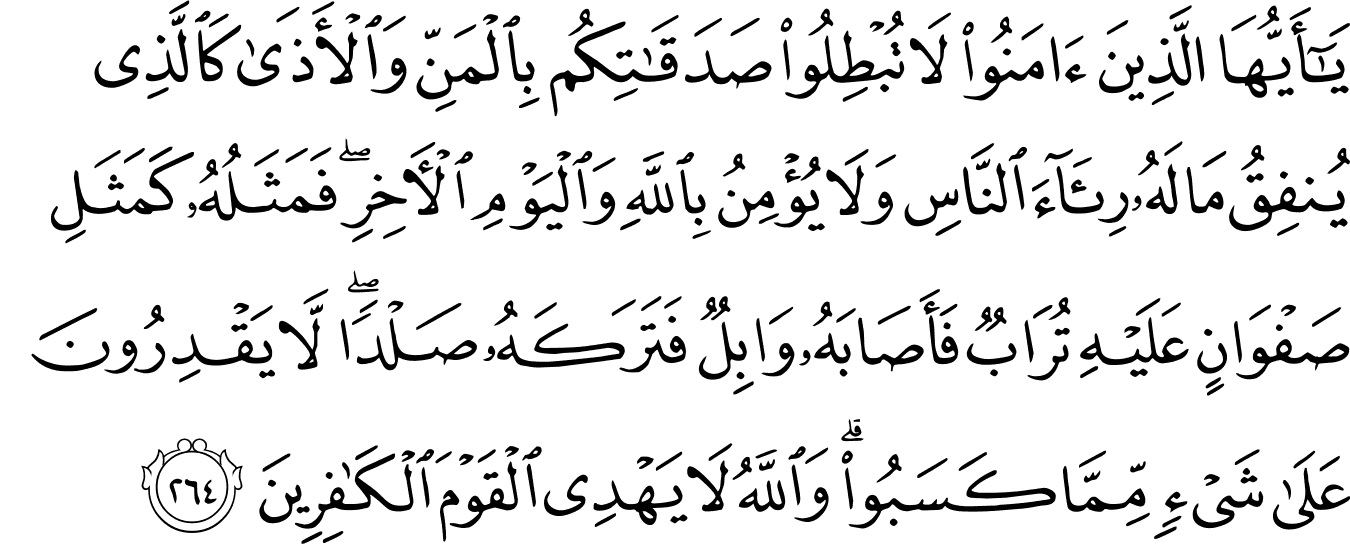 يَـٰٓأَيُّهَا ٱلَّذِينَ ءَامَنُوا۟ لَا تُبْطِلُوا۟ صَدَقَـٰتِكُم بِٱلْمَنِّ وَٱلْأَذَىٰ كَٱلَّذِى
يُنفِقُ مَالَهُۥ رِئَآءَ ٱلنَّاسِ وَلَا يُؤْمِنُ بِٱللَّهِ وَٱلْيَوْمِ ٱلْـَٔاخِرِ ۖ فَمَثَلُهُۥ كَمَثَلِ
صَفْوَانٍ عَلَيْهِ تُرَابٌ فَأَصَابَهُۥ وَابِلٌ فَتَرَكَهُۥ صَلْدًا ۖ لَّا يَقْدِرُونَ
عَلَىٰ شَىْءٍ مِّمَّا كَسَبُوا۟ ۗ وَٱللَّهُ لَا يَهْدِى ٱلْقَوْمَ ٱلْكَـٰفِرِينَ ٢٦٤